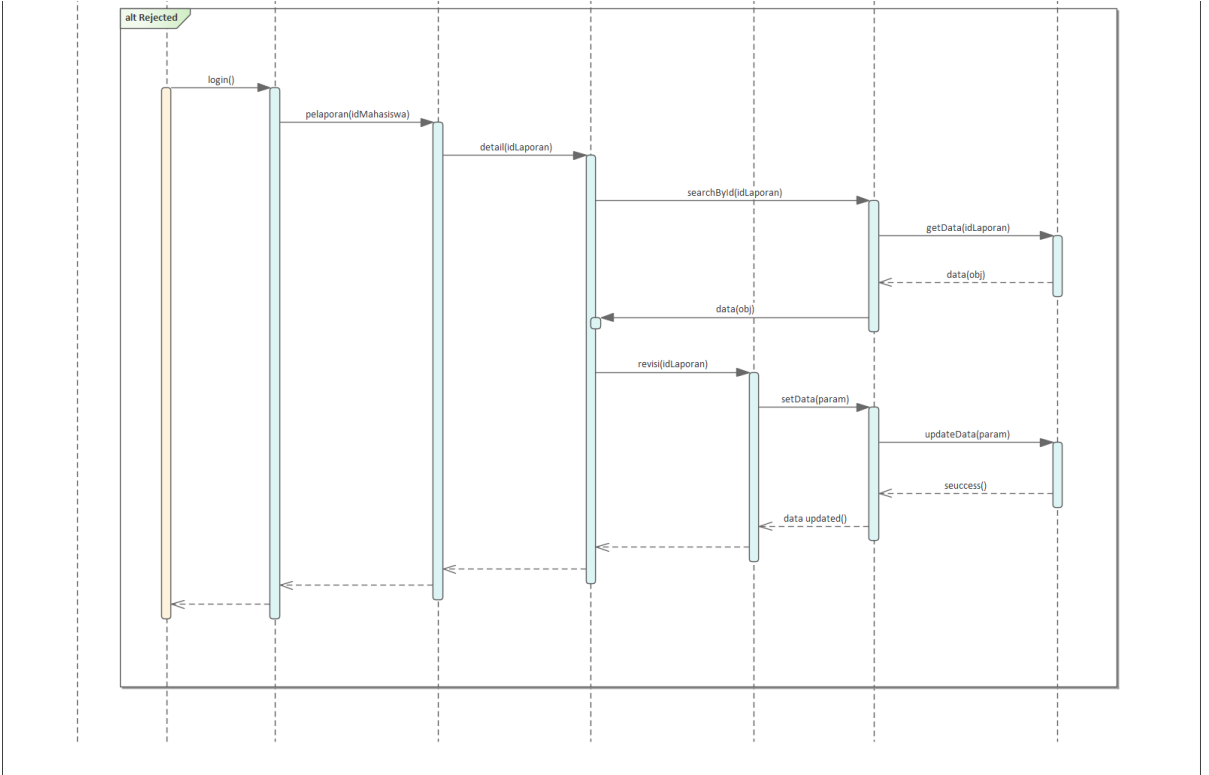 alt Rejected
login()
pelaporan(idMahasiswa)
detail(idLaporan)
searchById(idLaporan)
getData(idLaporan)
data(obj)
data(obj)
revisi(idLaporan)
setData(param)
updateData(param)
seuccess()
data updated()